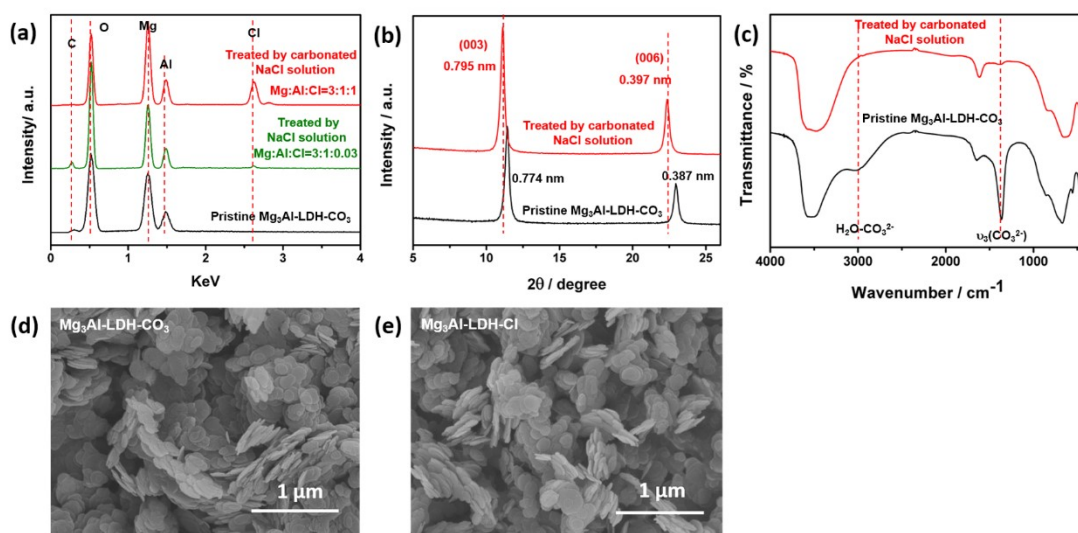 (a)
C
O
Mg
Al
Cl
Treated by carbonated
NaCl solution
Mg:Al:Cl=3:1:1
Treated by
NaCl solution
Mg:Al:Cl=3:1:0.03
Pristine Mg₃Al-LDH-CO₃
Intensity/ a.u.
0 1 2 3 4
KeV
(b)
(003)
0.795 nm
(006)
0.397 nm
Treated by carbonated
NaCl solution
0.774 nm
0.387 nm
Pristine Mg₃Al-LDH-CO₃
Intensity / a.u.
10 15 20 25
2θ / degree
(c)
Treated by carbonated
NaCl solution
Pristine Mg₃Al-LDH-CO₃
H₂O-CO₃²⁻
υ₃(CO₃²⁻)
Transmittance / %
4000 3000 2000 1000
Wavenumber / cm⁻¹
(d)
Mg₃Al-LDH-CO₃
1 μm
(e)
Mg₃Al-LDH-Cl
1 μm